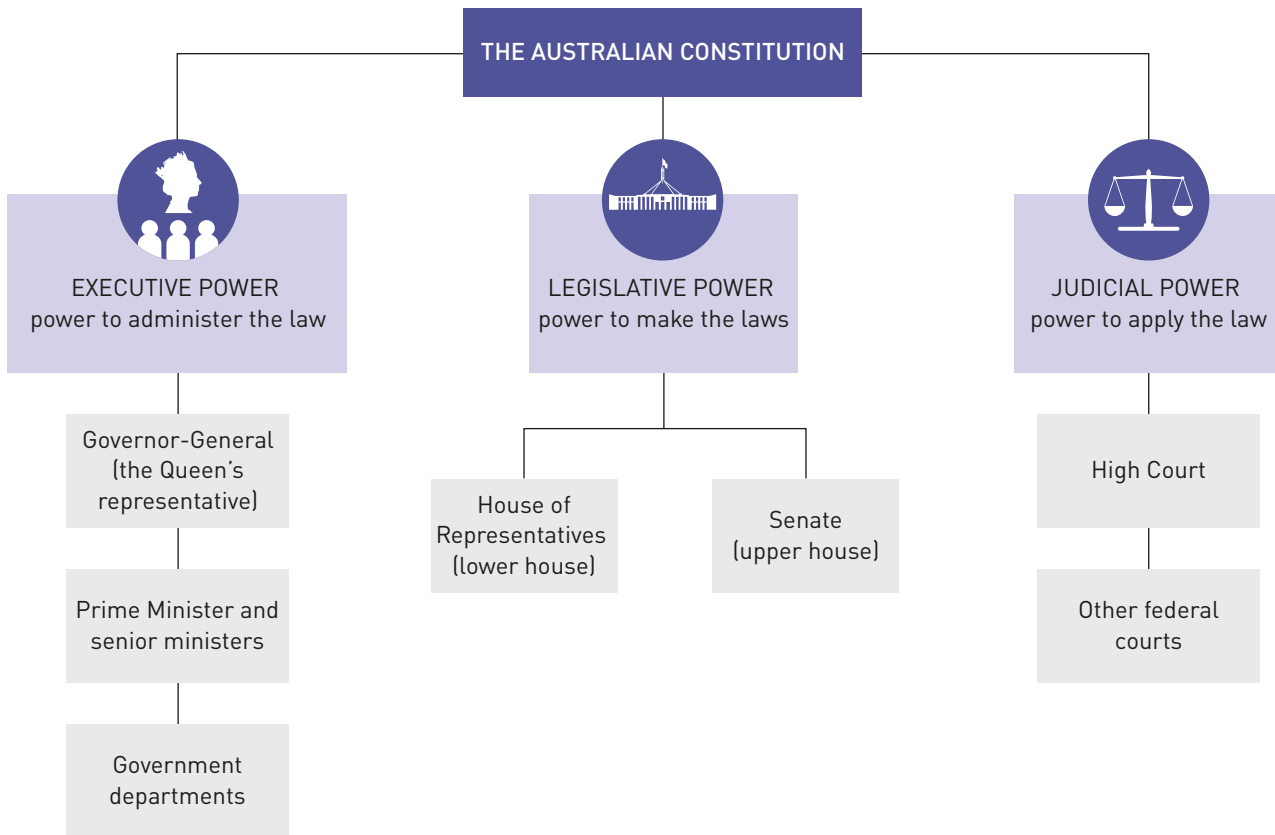 THE AUSTRALIAN CONSTITUTION
EXECUTIVE POWER
power to administer the law
Governor-General
(the Queen’s
representative)
Prime Minister and
senior ministers
Government
departments
LEGISLATIVE POWER
power to make the laws
House of
Representatives
(lower house)
Senate
(upper house)
JUDICIAL POWER
power to apply the law
High Court
Other federal
courts